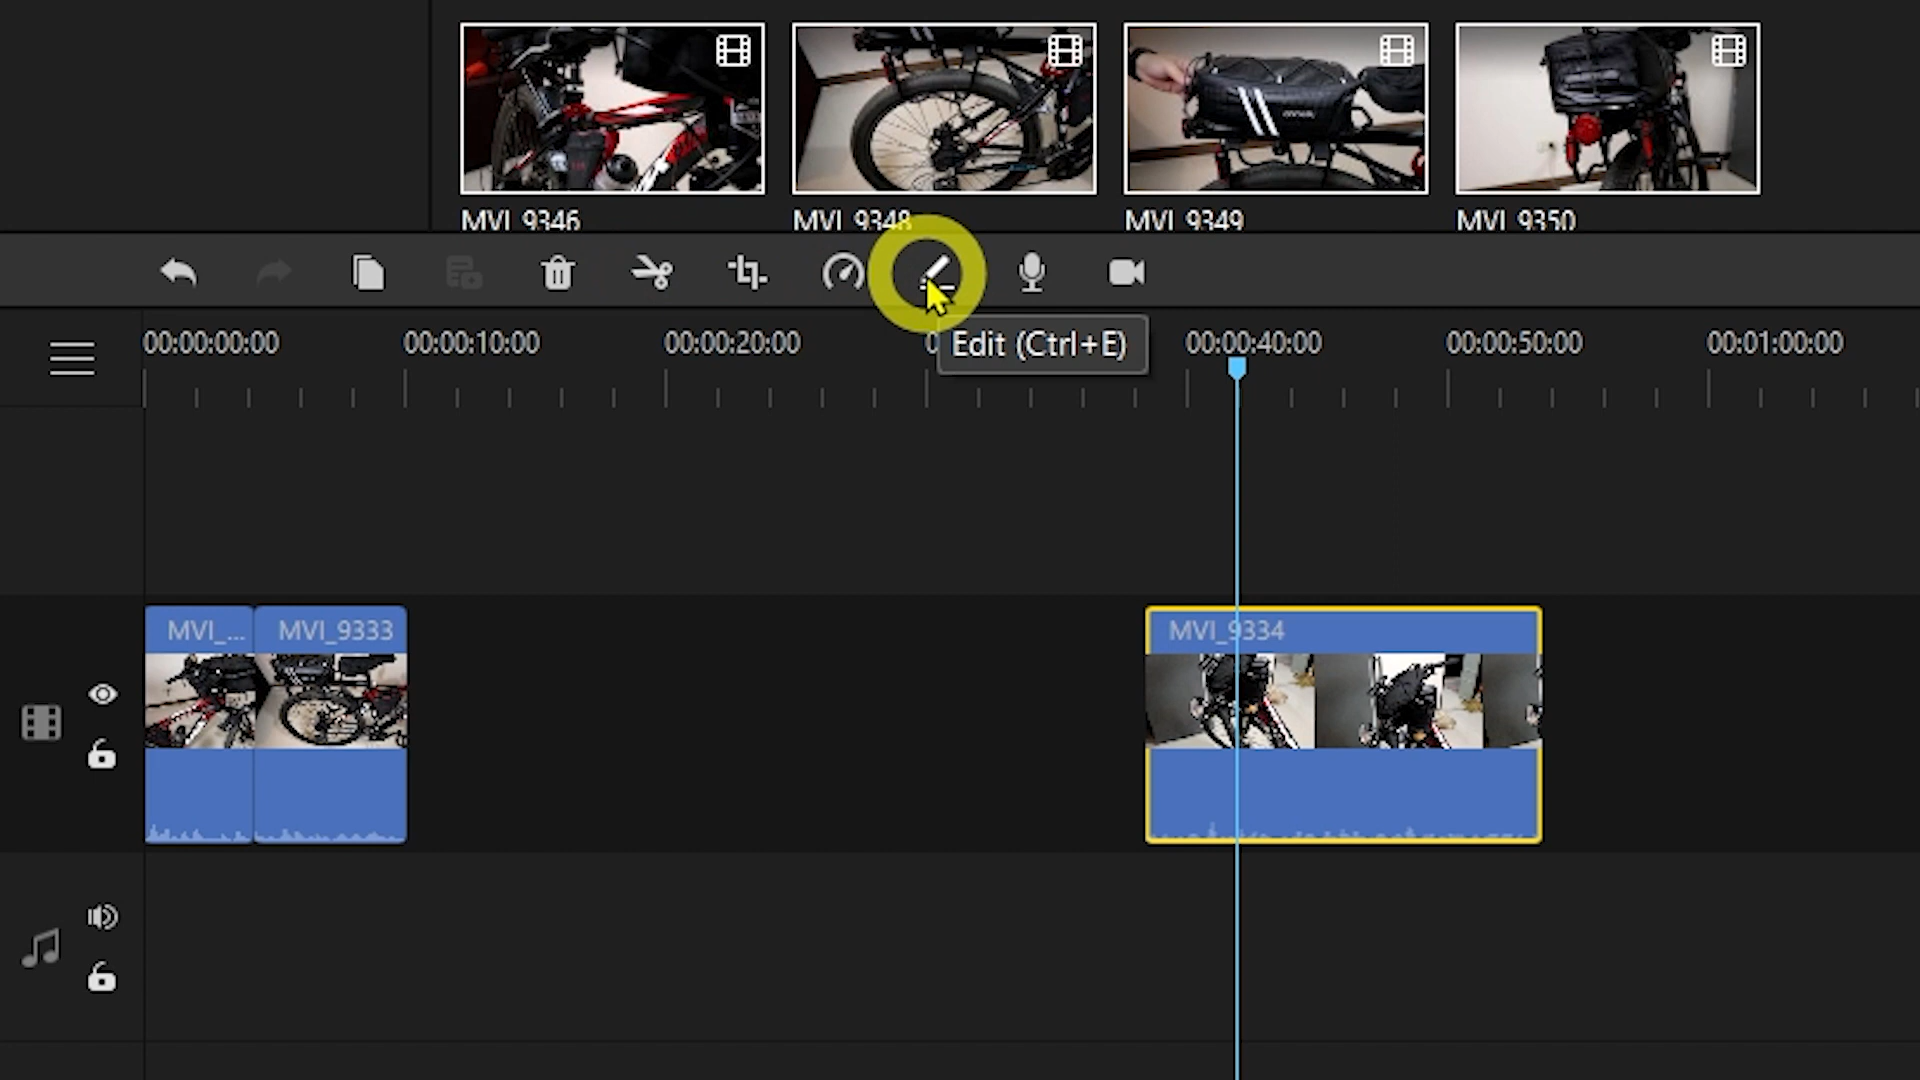 MVI_9346
MVI_9348
MVI_9349
MVI_9350
00:00:00:00
00:00:10:00
00:00:20:00
Edit (Ctrl+E)
00:00:40:00
00:00:50:00
00:01:00:00
MVI_...
MVI_9333
MVI_9334